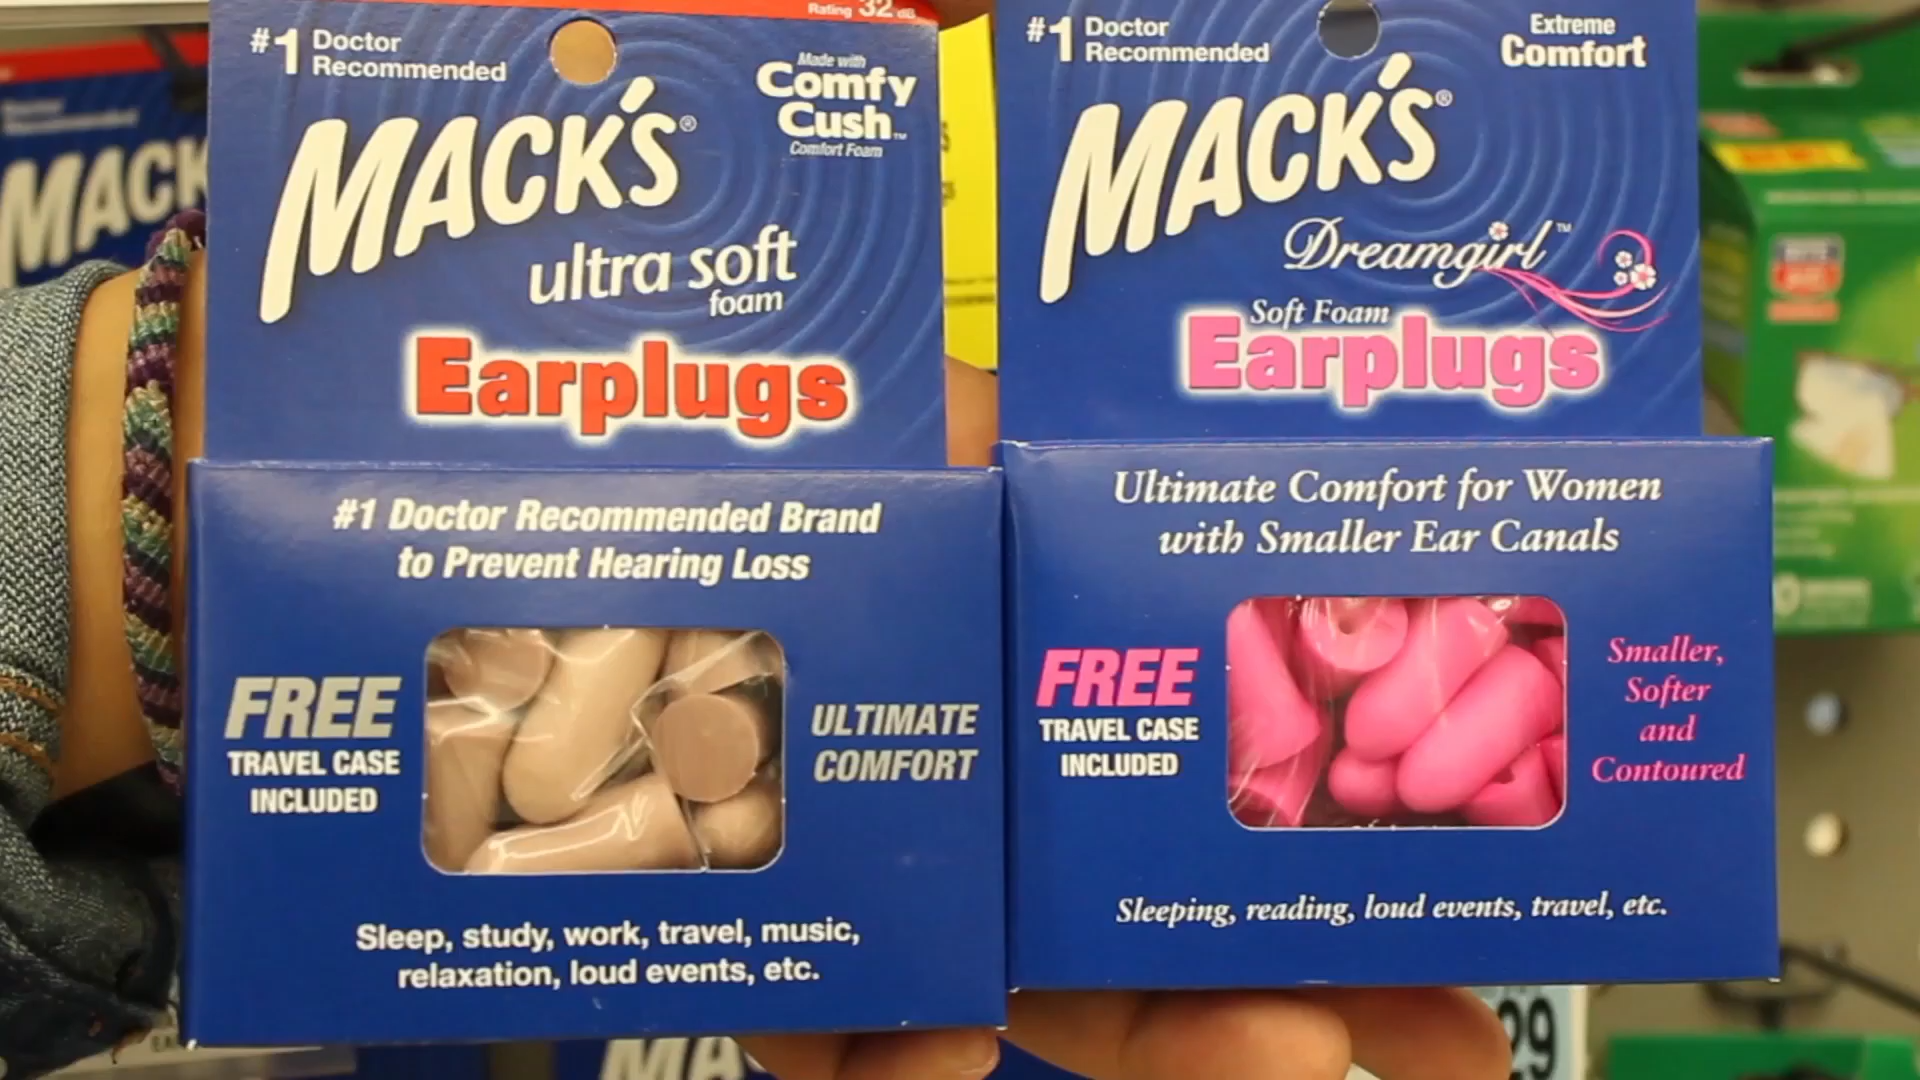 Rating 32 dB
#1 Doctor
Recommended
Made with
Comfy
Cush™
Comfort Foam
MACK'S®
ultra soft
foam
Earplugs
#1 Doctor Recommended Brand
to Prevent Hearing Loss
FREE
TRAVEL CASE
INCLUDED
ULTIMATE
COMFORT
Sleep, study, work, travel, music,
relaxation, loud events, etc.
#1 Doctor
Recommended
Extreme
Comfort
MACK'S®
Dreamgirl™
Soft Foam
Earplugs
Ultimate Comfort for Women
with Smaller Ear Canals
FREE
TRAVEL CASE
INCLUDED
Smaller,
Softer
and
Contoured
Sleeping, reading, loud events, travel, etc.
MACK
MA
29